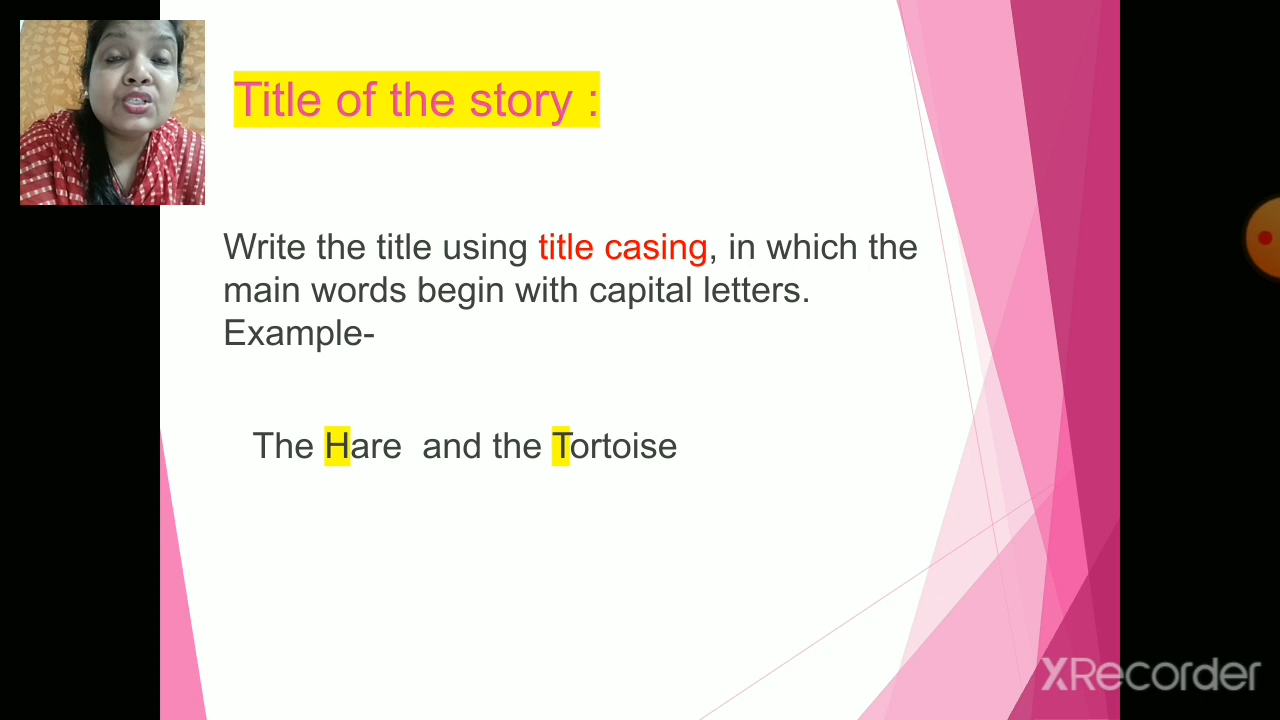 Title of the story :
Write the title using title casing, in which the
main words begin with capital letters.
Example-
The Hare and the Tortoise
XRecorder